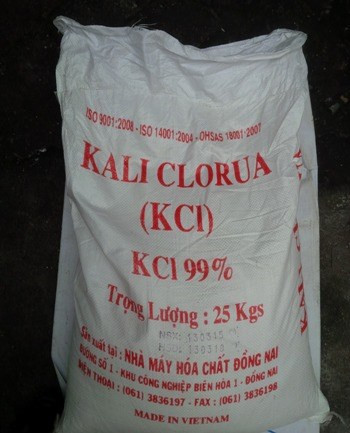 ISO 9001:2008 - ISO 14001:2004 - OHSAS 18001:2007
KALI CLORUA
(KCl)
KCl 99%
Trọng Lượng : 25 Kgs
NSX: 130315
Sản xuất tại : NHÀ MÁY HÓA CHẤT ĐỒNG NAI
ĐƯỜNG SỐ 1 - KHU CÔNG NGHIỆP BIÊN HÒA 1 - ĐỒNG NAI
ĐIỆN THOẠI : (061) 3836197 - FAX : (061) 3836198
MADE IN VIETNAM